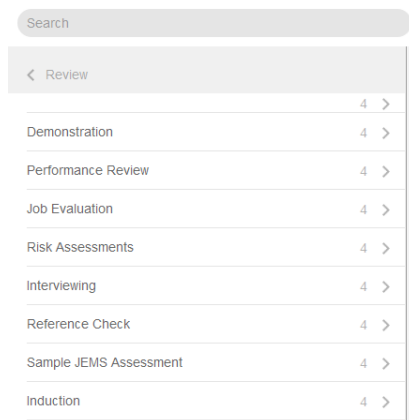 Search
Review
4
Demonstration 4
Performance Review 4
Job Evaluation 4
Risk Assessments 4
Interviewing 4
Reference Check 4
Sample JEMS Assessment 4
Induction 4